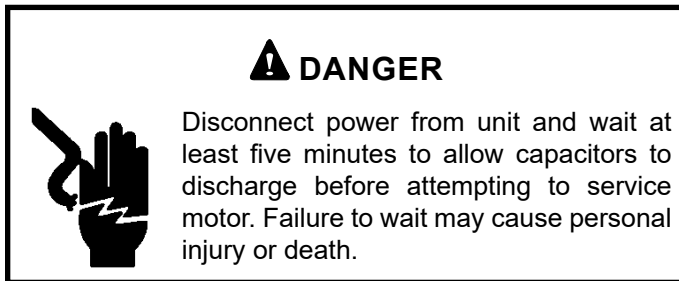 DANGER
Disconnect power from unit and wait at
least five minutes to allow capacitors to
discharge before attempting to service
motor. Failure to wait may cause personal
injury or death.